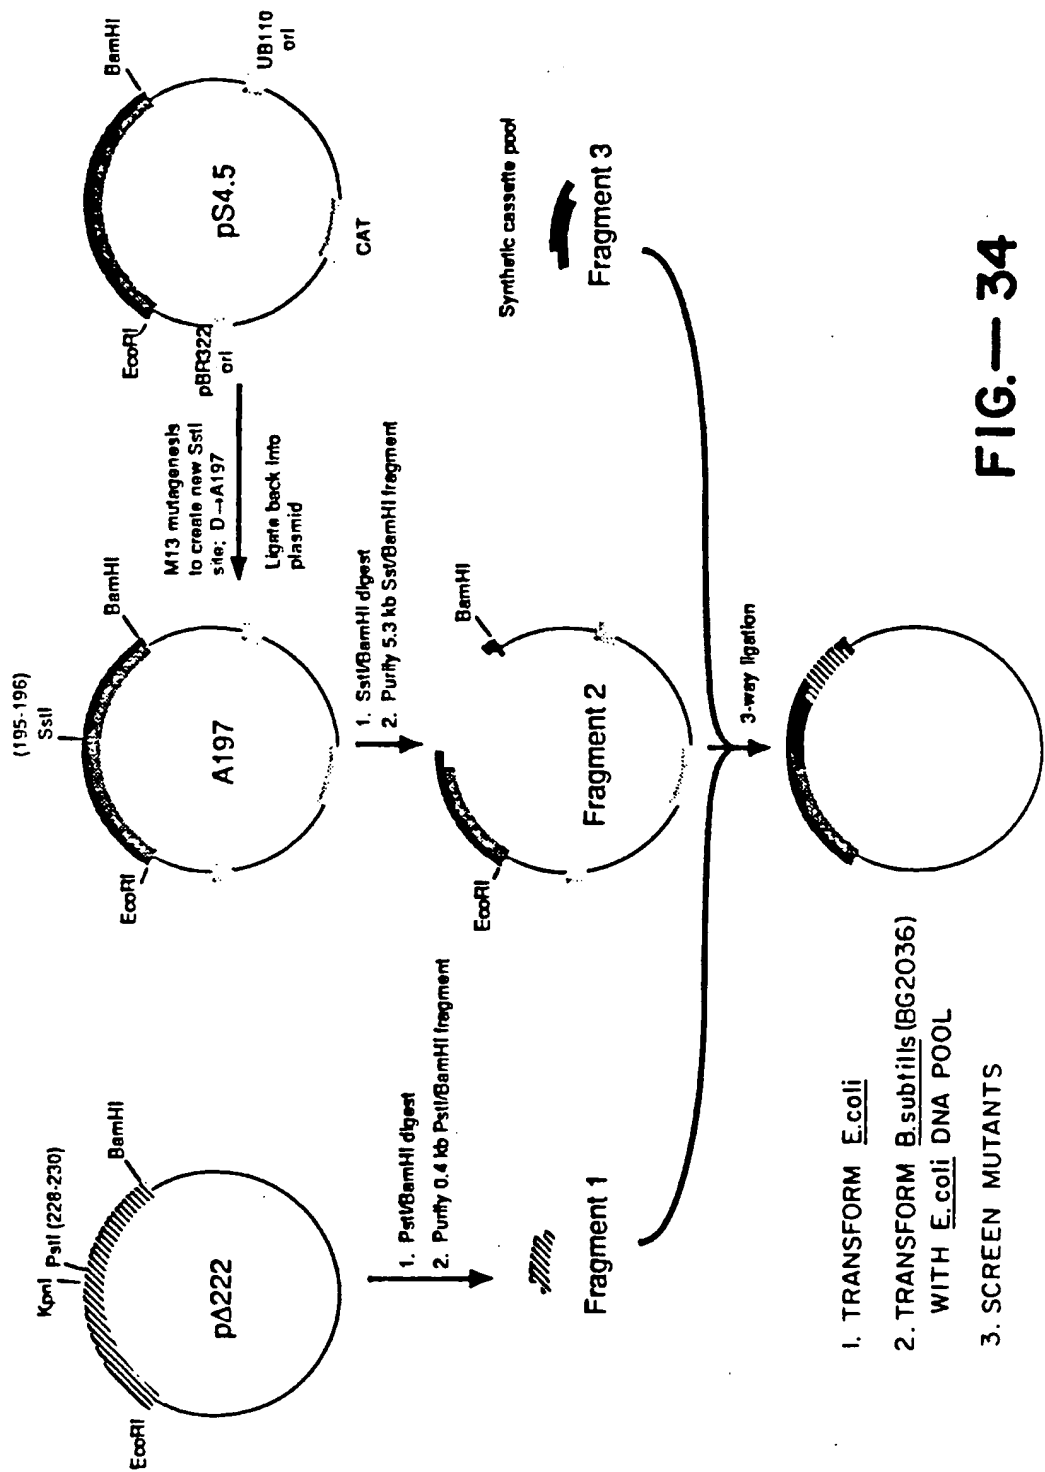 EcoRI
KpnI
PstI (228-230)
BamHI
pΔ222
1. PstI/BamHI digest
2. Purify 0.4 kb PstI/BamHI fragment
Fragment 1
(195-196)
SstI
EcoRI
BamHI
A197
1. SstI/BamHI digest
2. Purify 5.3 kb Sst/BamHI fragment
EcoRI
BamHI
Fragment 2
M13 mutagenesis
to create new SstI
site; D→A197
Ligate back into
plasmid
EcoRI
BamHI
pS4.5
pBR322
ori
UB110
ori
CAT
Synthetic cassette pool
Fragment 3
3-way ligation
1. TRANSFORM E.coli
2. TRANSFORM B.subtilis (BG2036)
WITH E.coli DNA POOL
3. SCREEN MUTANTS
FIG.—34